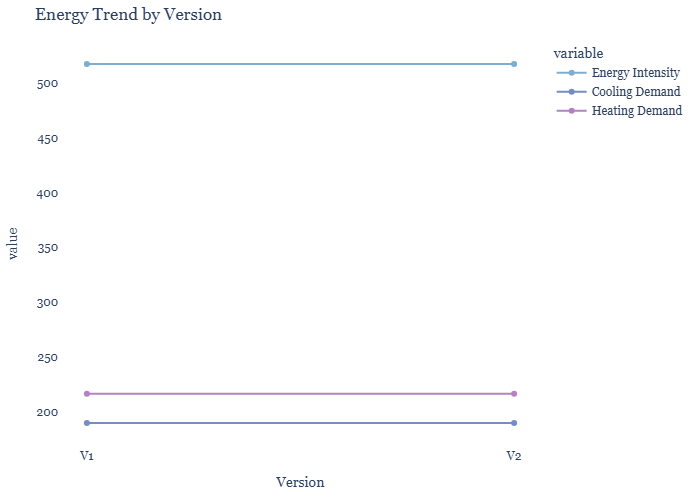 Energy Trend by Version
variable
Energy Intensity
Cooling Demand
Heating Demand
value
500
450
400
350
300
250
200
V1
V2
Version